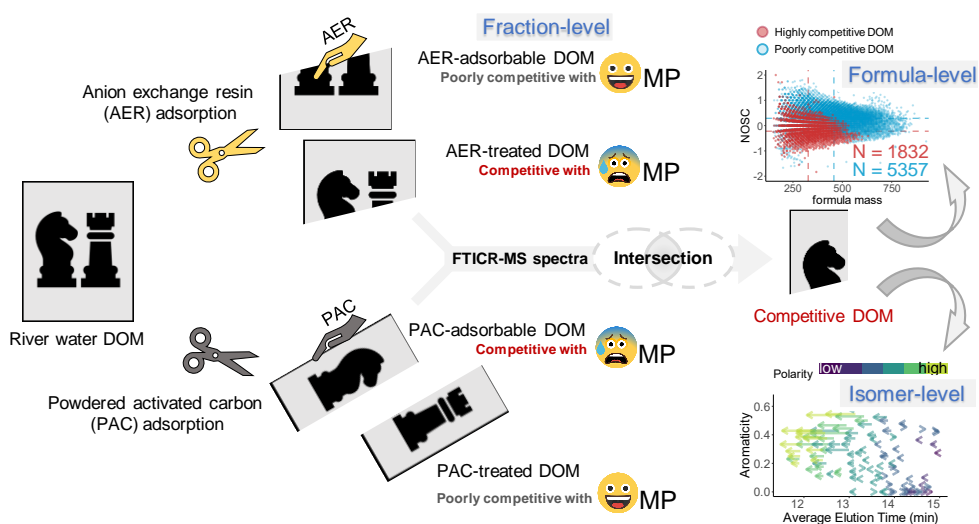 AER
Fraction-level
AER-adsorbable DOM
Poorly competitive with
MP
Anion exchange resin
(AER) adsorption
AER-treated DOM
Competitive with
MP
River water DOM
FTICR-MS spectra
Intersection
PAC
PAC-adsorbable DOM
Competitive with
MP
Powdered activated carbon
(PAC) adsorption
PAC-treated DOM
Poorly competitive with
MP
Highly competitive DOM
Poorly competitive DOM
Formula-level
NOSC
2
1
0
-1
-2
N = 1832
N = 5357
250
500
750
formula mass
Competitive DOM
Polarity
low
high
Isomer-level
Aromaticity
0.6
0.4
0.2
0.0
12
13
14
15
Average Elution Time (min)